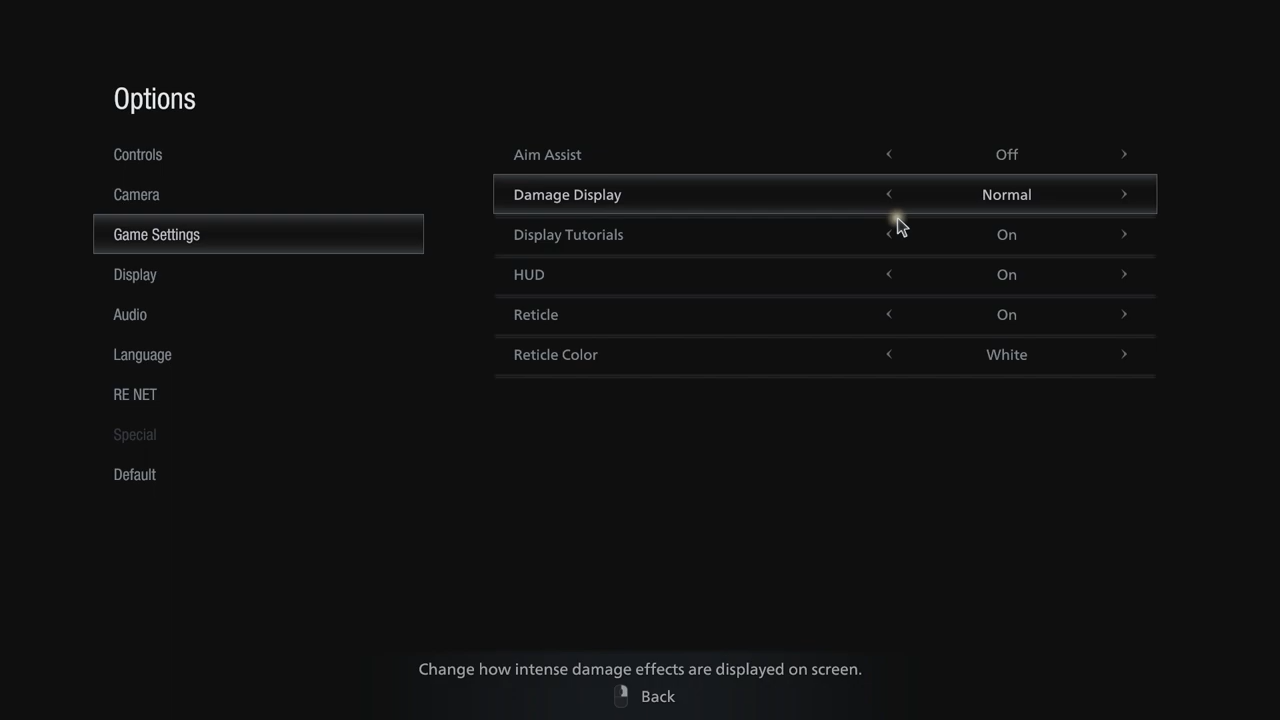 Options
Controls
Camera
Game Settings
Display
Audio
Language
RE NET
Special
Default
Aim Assist Off
Damage Display Normal
Display Tutorials On
HUD On
Reticle On
Reticle Color White
Change how intense damage effects are displayed on screen.
Back